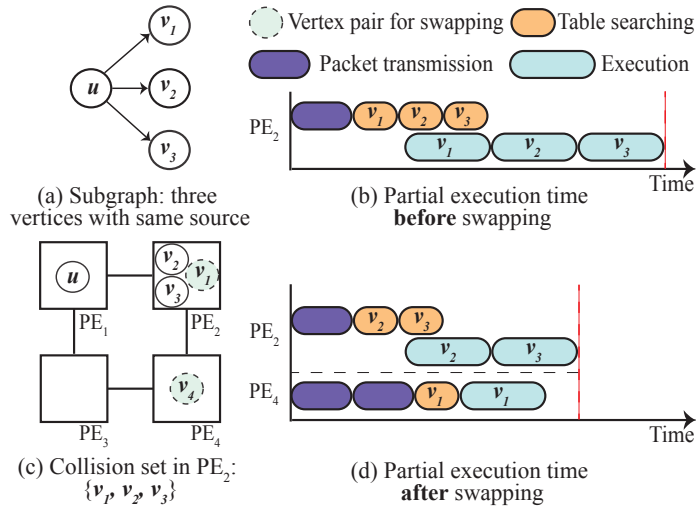 v1
u
v2
v3
(a) Subgraph: three
vertices with same source
Vertex pair for swapping
Table searching
Packet transmission
Execution
PE2
v1 v2 v3
v1 v2 v3
Time
(b) Partial execution time
before swapping
u
v2
v1
v3
PE1
PE2
v4
PE3
PE4
(c) Collision set in PE2:
{v1, v2, v3}
PE2
v2 v3
v2 v3
PE4
v1 v1
Time
(d) Partial execution time
after swapping